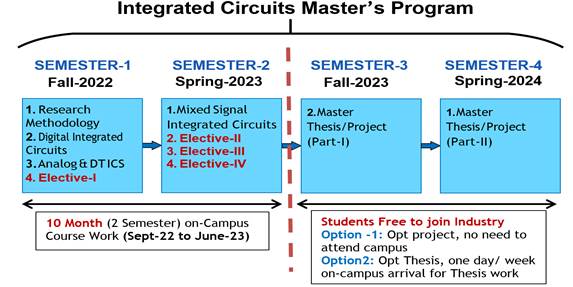 Integrated Circuits Master's Program
SEMESTER-1
Fall-2022
SEMESTER-2
Spring-2023
SEMESTER-3
Fall-2023
SEMESTER-4
Spring-2024
1. Research
Methodology
2. Digital Integrated
Circuits
3. Analog & DT ICS
4. Elective-I
1.Mixed Signal
Integrated Circuits
2. Elective-II
3. Elective-III
4. Elective-IV
2.Master
Thesis/Project
(Part-I)
1.Master
Thesis/Project
(Part-II)
10 Month (2 Semester) on-Campus
Course Work (Sept-22 to June-23)
Students Free to join Industry
Option -1: Opt project, no need to
attend campus
Option2: Opt Thesis, one day/ week
on-campus arrival for Thesis work